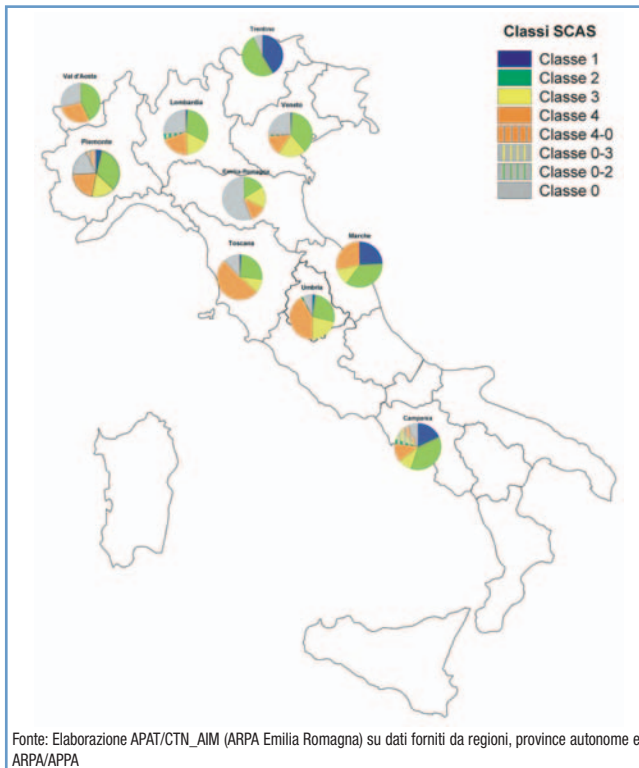 Trentino
Val d'Aosta
Lombardia
Veneto
Piemonte
Emilia Romagna
Toscana
Marche
Umbria
Campania
Classi SCAS
Classe 1
Classe 2
Classe 3
Classe 4
Classe 4-0
Classe 0-3
Classe 0-2
Classe 0
Fonte: Elaborazione APAT/CTN_AIM (ARPA Emilia Romagna) su dati forniti da regioni, province autonome e
ARPA/APPA